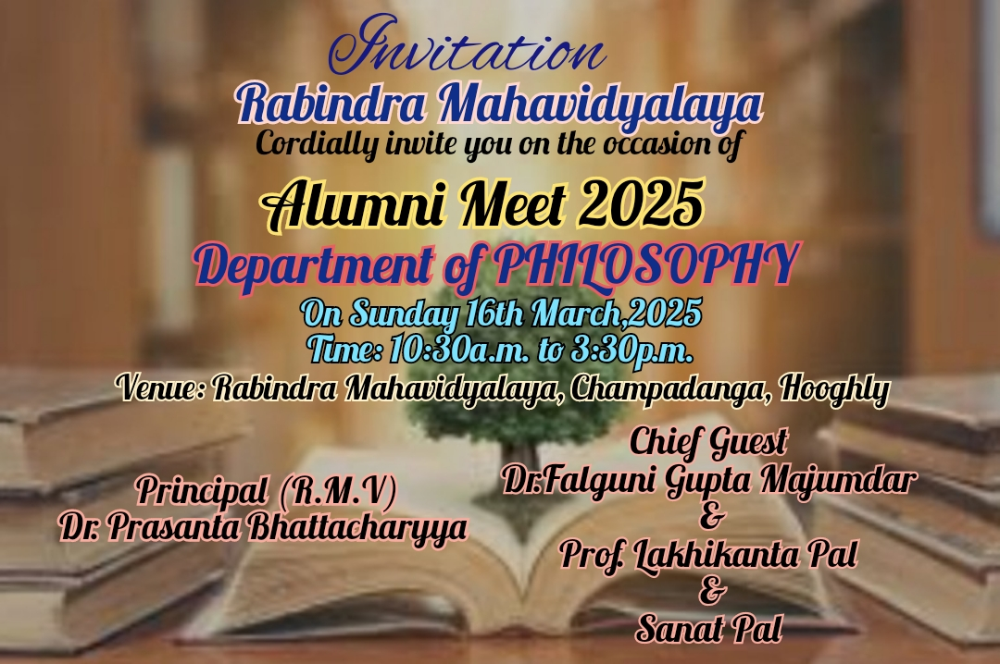 Invitation
Rabindra Mahavidyalaya
Cordially invite you on the occasion of
Alumni Meet 2025
Department of PHILOSOPHY
On Sunday 16th March,2025
Time: 10:30a.m. to 3:30p.m.
Venue: Rabindra Mahavidyalaya, Champadanga, Hooghly
Principal (R.M.V)
Dr. Prasanta Bhattacharyya
Chief Guest
Dr.Falguni Gupta Majumdar
&
Prof. Lakhikanta Pal
&
Sanat Pal